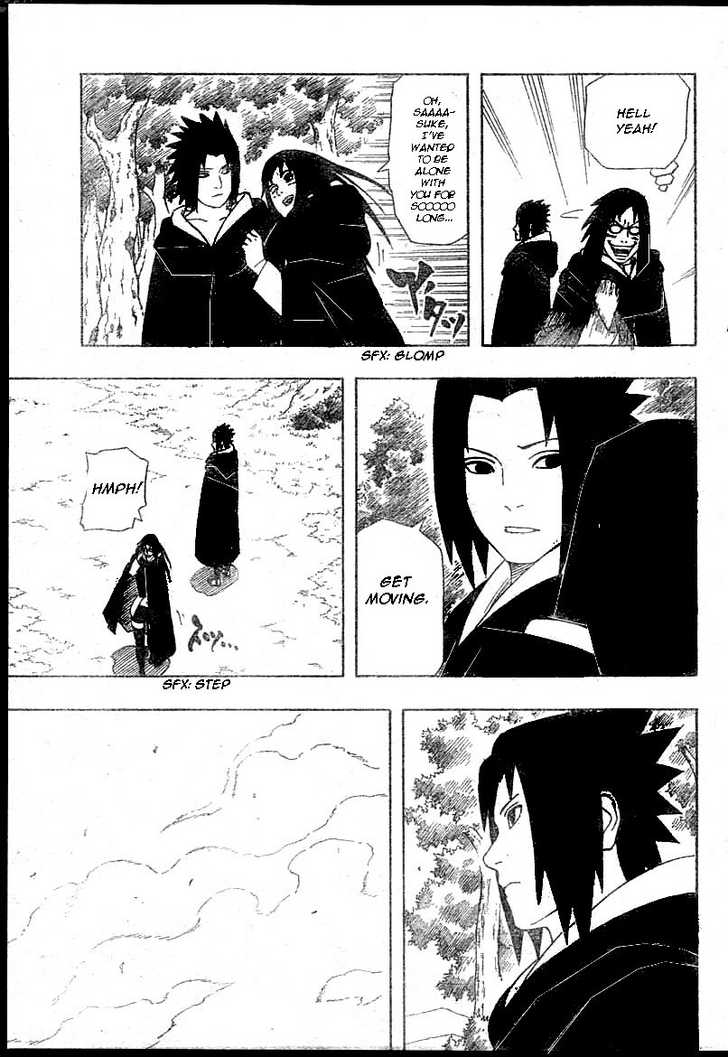 HELL
YEAH!
OH,
SAAAA-
SUKE,
I'VE
WANTED
TO BE
ALONE
WITH
YOU FOR
SOOOOO
LONG...
SFX: GLOMP
GET
MOVING.
HMPH!
SFX: STEP